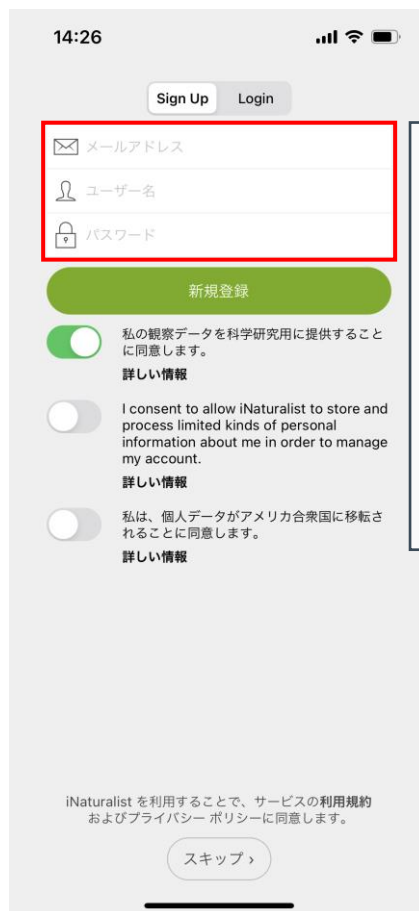 14:26
Sign Up Login
メールアドレス
ユーザー名
パスワード
新規登録
私の観察データを科学研究用に提供すること
に同意します。
詳しい情報
I consent to allow iNaturalist to store and
process limited kinds of personal
information about me in order to manage
my account.
詳しい情報
私は、個人データがアメリカ合衆国に移転さ
れることに同意します。
詳しい情報
iNaturalist を利用することで、サービスの利用規約
およびプライバシー ポリシーに同意します。
スキップ ›